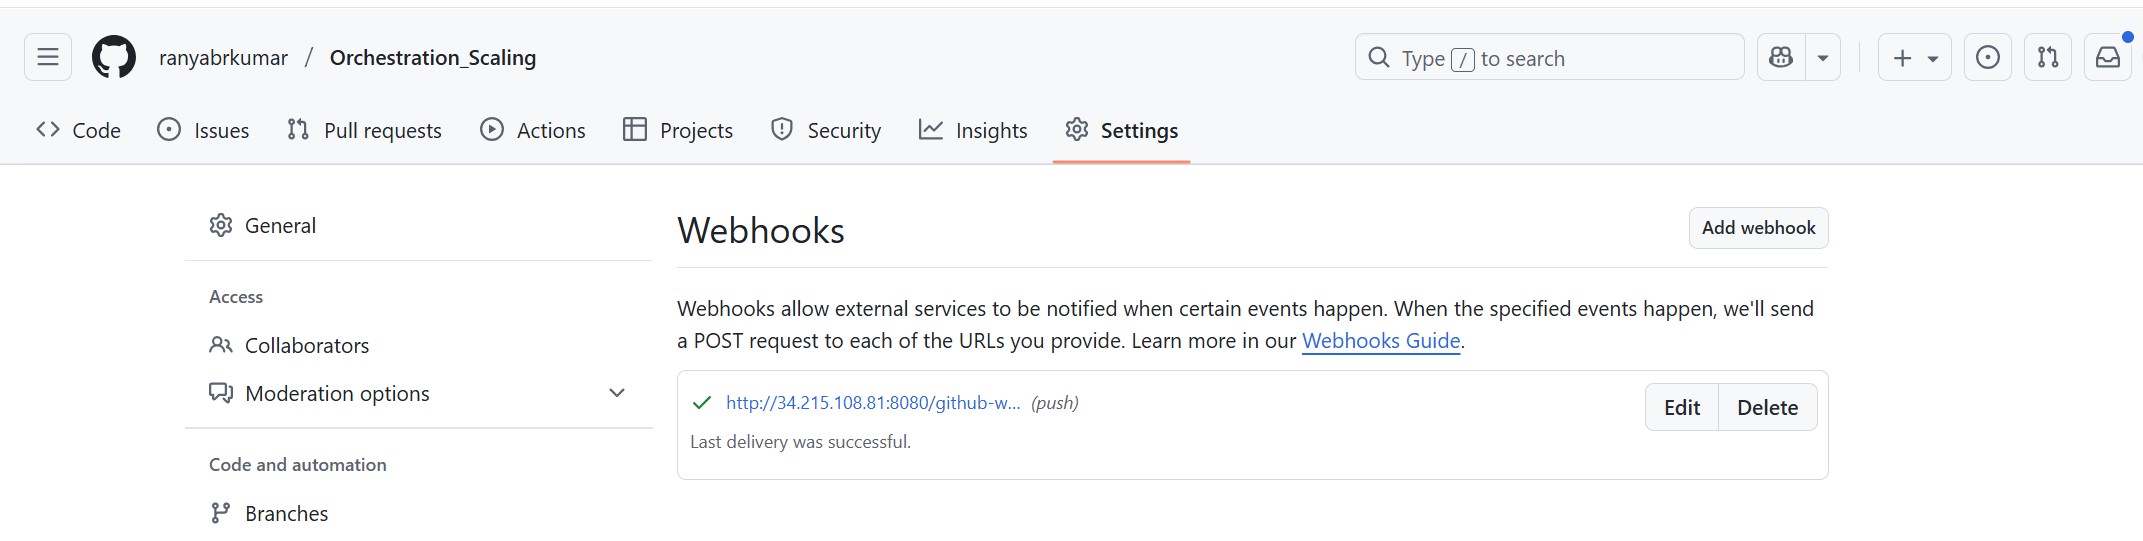 ranyabrkumar / Orchestration_Scaling
Type / to search
Code Issues Pull requests Actions Projects Security Insights Settings
General
Access
Collaborators
Moderation options
Code and automation
Branches
Webhooks
Add webhook
Webhooks allow external services to be notified when certain events happen. When the specified events happen, we'll send
a POST request to each of the URLs you provide. Learn more in our Webhooks Guide.
http://34.215.108.81:8080/github-w... (push)
Edit Delete
Last delivery was successful.